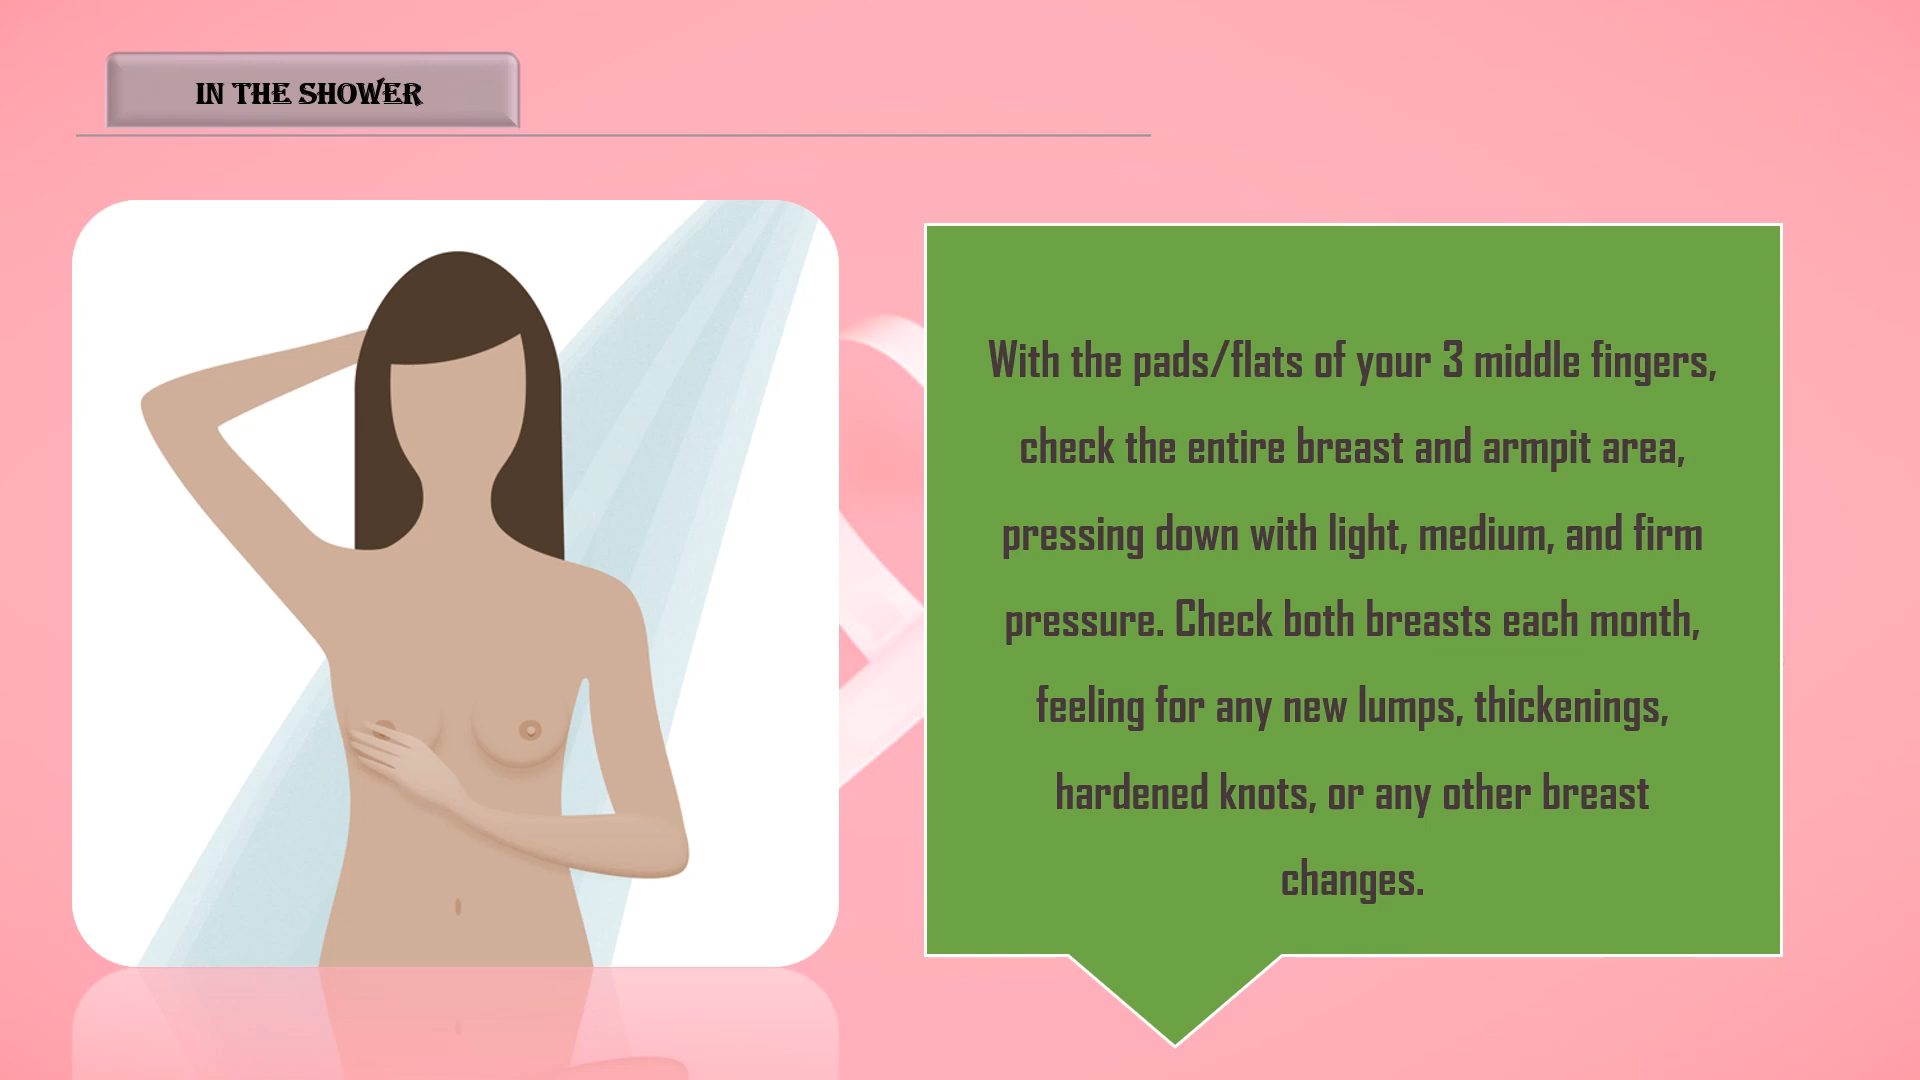 IN THE SHOWER
With the pads/flats of your 3 middle fingers,
check the entire breast and armpit area,
pressing down with light, medium, and firm
pressure. Check both breasts each month,
feeling for any new lumps, thickenings,
hardened knots, or any other breast
changes.